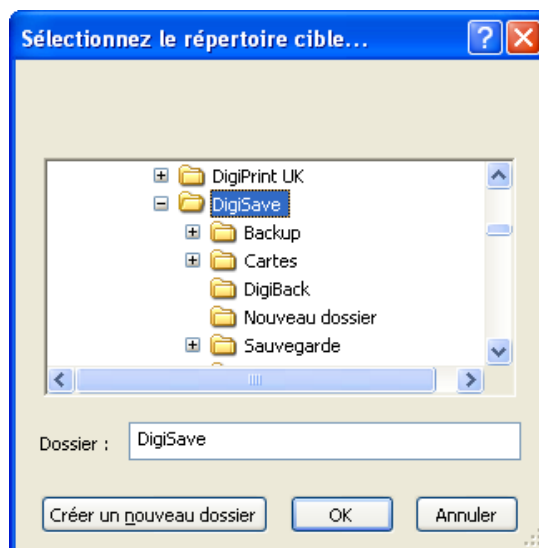 Sélectionnez le répertoire cible...
DigiPrint UK
DigiSave
Backup
Cartes
DigiBack
Nouveau dossier
Sauvegarde
Dossier : DigiSave
Créer un nouveau dossier OK Annuler